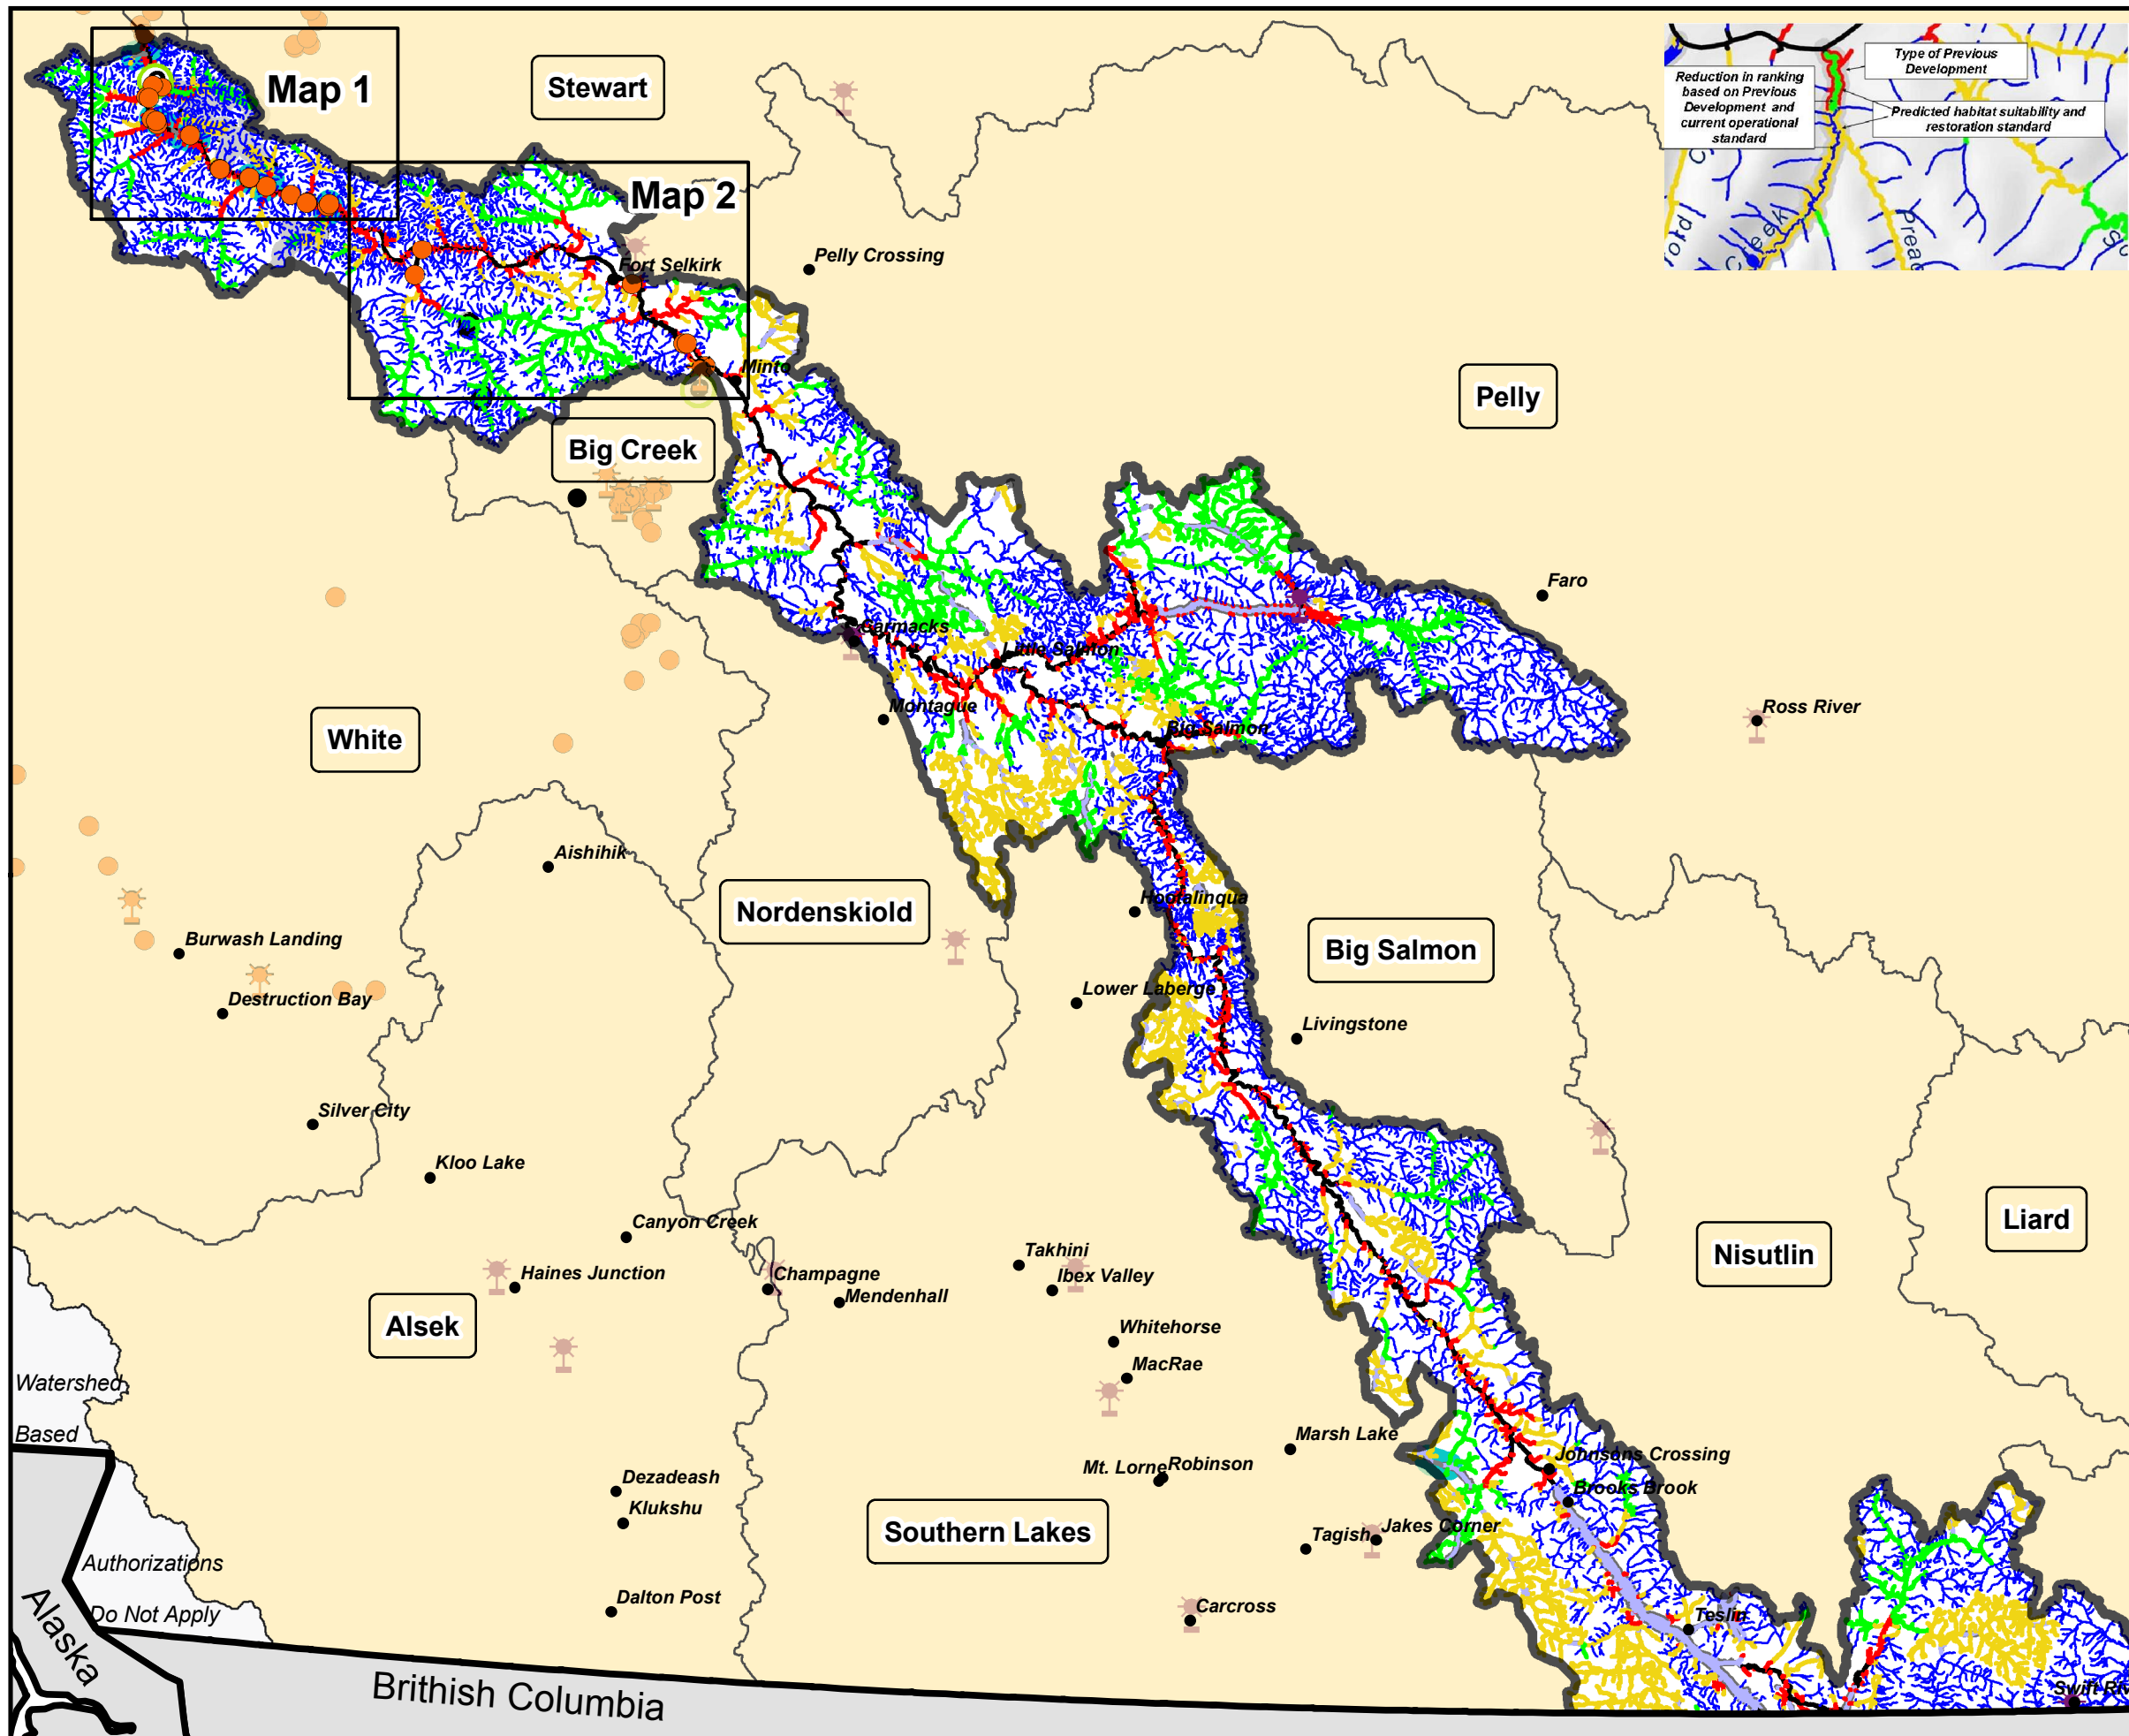 Map 1
Stewart
Type of Previous
Development
Reduction in ranking
based on Previous
Development and
current operational
standard
Predicted habitat suitability and
restoration standard
ord
Creek
Preac
Map 2
Pelly Crossing
Fort Selkirk
Minto
Pelly
Big Creek
Faro
Carmacks
Little Salmon
Montague
Ross River
Big Salmon
White
Aishihik
Hootalinqua
Nordenskiold
Burwash Landing
Big Salmon
Destruction Bay
Lower Laberge
Livingstone
Silver City
Kloo Lake
Canyon Creek
Liard
Takhini
Nisutlin
Haines Junction
Champagne
Ibex Valley
Mendenhall
Alsek
Whitehorse
MacRae
Watershed
Based
Marsh Lake
Johnsons Crossing
Mt. Lorne
Robinson
Dezadeash
Brooks Brook
Klukshu
Southern Lakes
Tagish
Jakes Corner
Authorizations
Dalton Post
Carcross
Do Not Apply
Teslin
Alaska
Brithish Columbia
Swift Riv